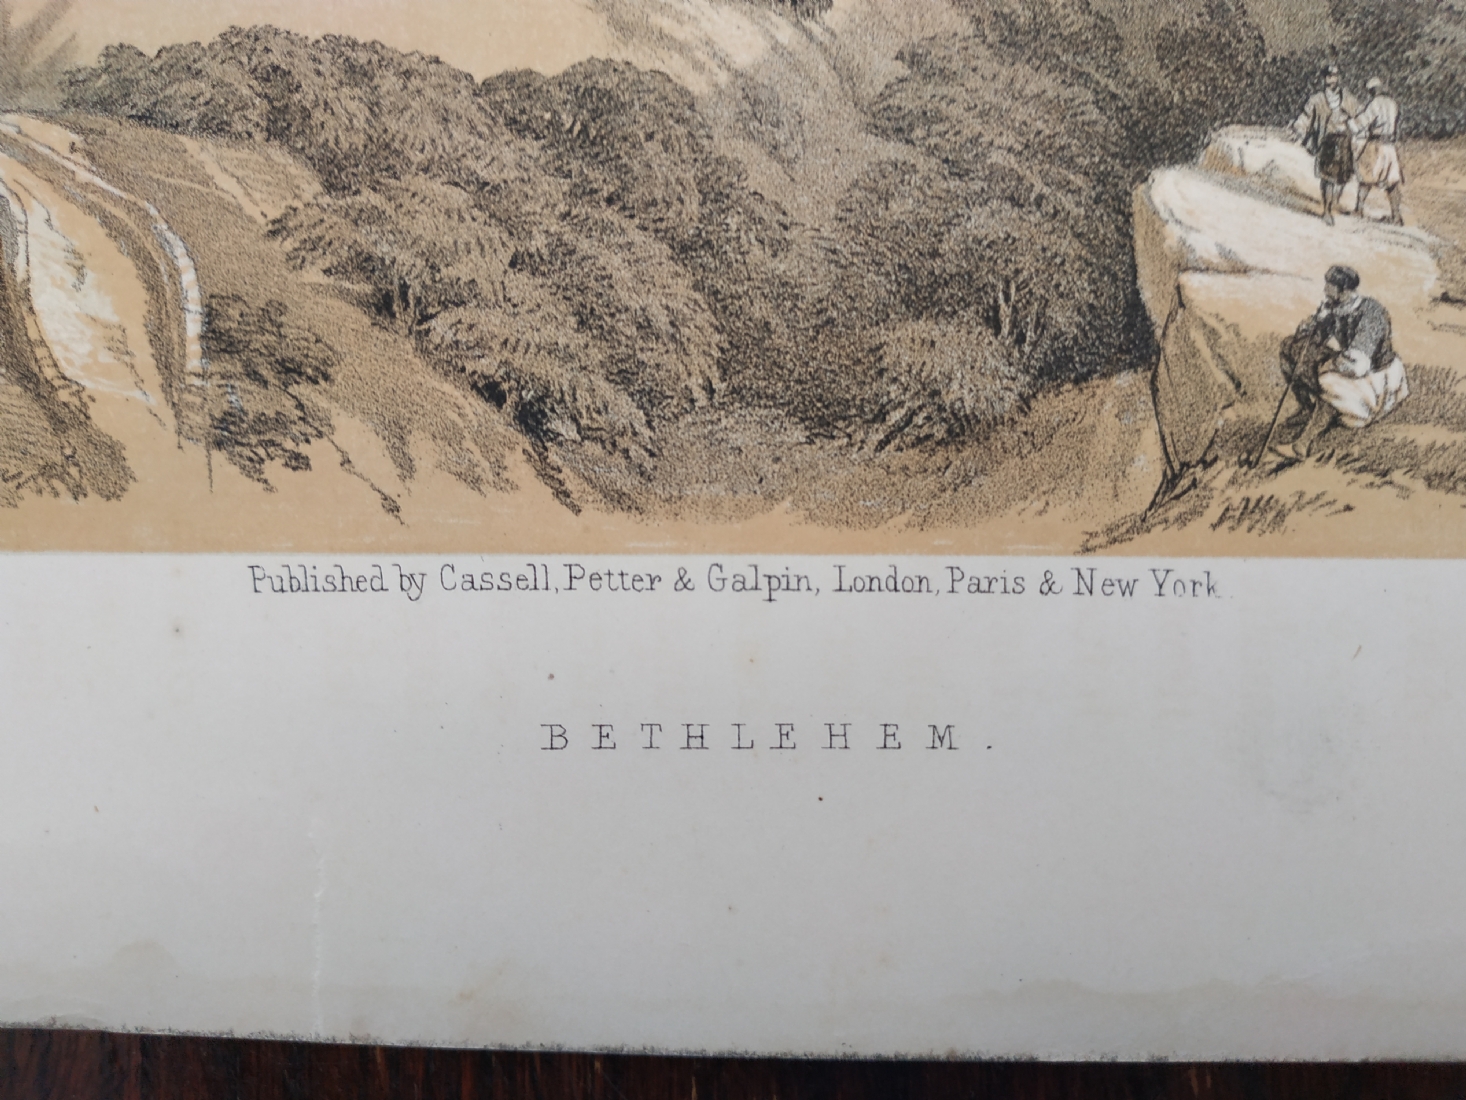 Published by Cassell, Petter & Galpin, London, Paris & New York.
BETHLEHEM.